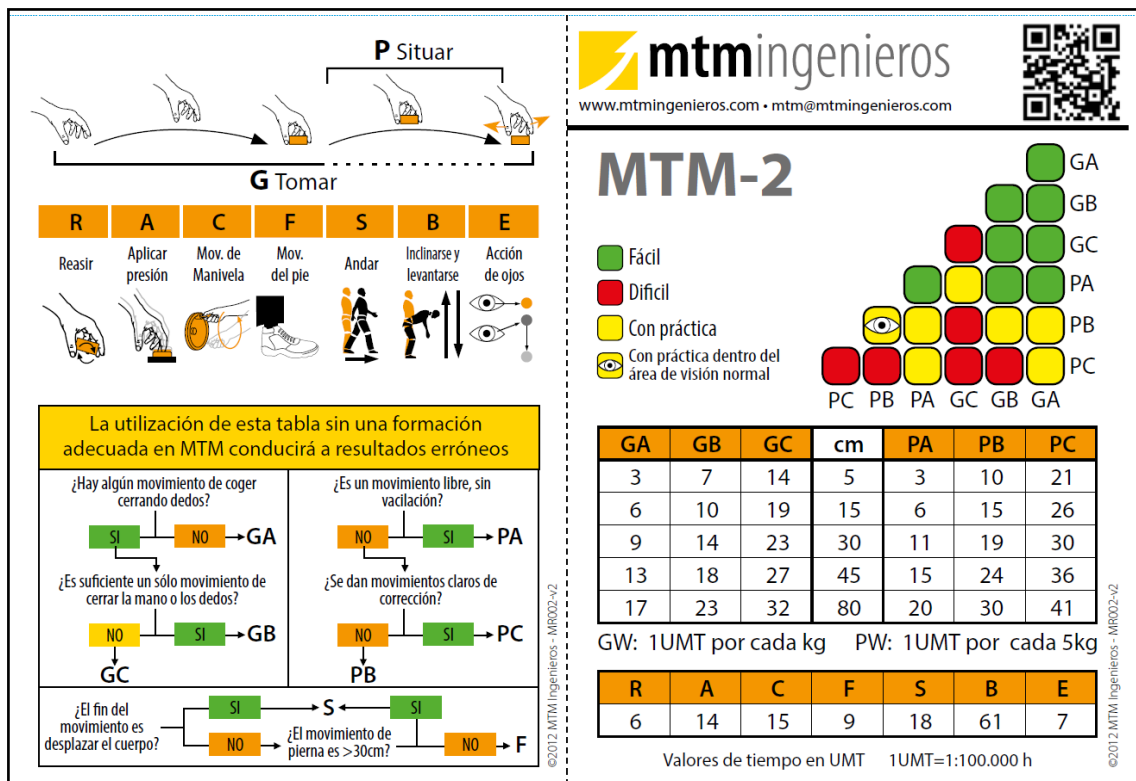 P Situar
G Tomar
R A C F S B E
Reasir
Aplicar
presión
Mov. de
Manivela
Mov.
del pie
Andar
Inclinarse y
levantarse
Acción
de ojos
La utilización de esta tabla sin una formación
adecuada en MTM conducirá a resultados erróneos
¿Hay algún movimiento de coger
cerrando dedos?
SI NO GA
¿Es suficiente un sólo movimiento de
cerrar la mano o los dedos?
NO SI GB
GC
¿Es un movimiento libre, sin
vacilación?
NO SI PA
¿Se dan movimientos claros de
corrección?
NO SI PC
PB
¿El fin del
movimiento es
desplazar el cuerpo?
SI S SI
NO ¿El movimiento de
pierna es >30cm?
NO F
©2012 MTM Ingenieros - MR002-v2
mtmingenieros
www.mtmingenieros.com • mtm@mtmingenieros.com
MTM-2
Fácil
Dificil
Con práctica
Con práctica dentro del
área de visión normal
GA
GB
GC
PA
PB
PC
PC PB PA GC GB GA
GA GB GC cm PA PB PC
3 7 14 5 3 10 21
6 10 19 15 6 15 26
9 14 23 30 11 19 30
13 18 27 45 15 24 36
17 23 32 80 20 30 41
GW: 1UMT por cada kg PW: 1UMT por cada 5kg
R A C F S B E
6 14 15 9 18 61 7
Valores de tiempo en UMT 1UMT=1:100.000 h
©2012 MTM Ingenieros - MR002-v2